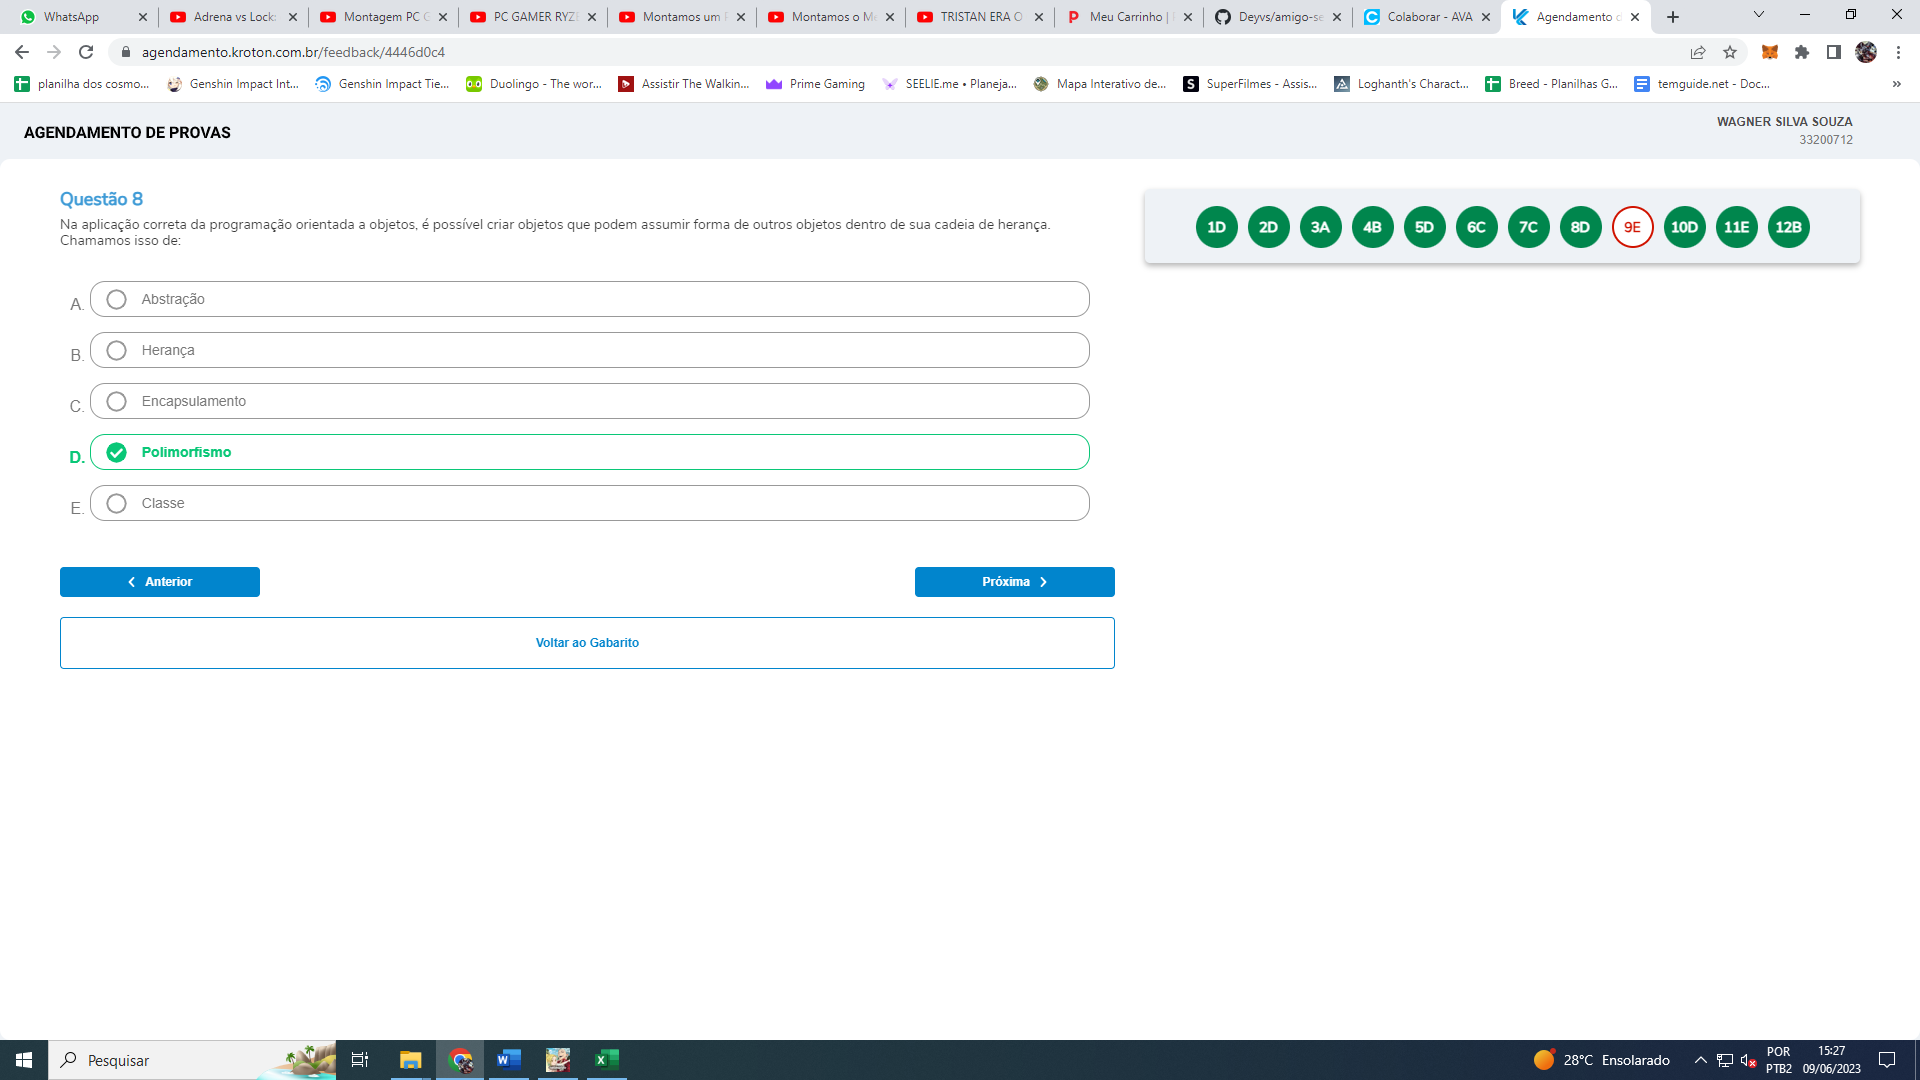 WhatsApp
Adrena vs Lock
Montagem PC G
PC GAMER RYZE
Montamos um
Montamos o Me
TRISTAN ERA O
Meu Carrinho |
Deyvs/amigo-se
Colaborar - AVA
Agendamento d
agendamento.kroton.com.br/feedback/4446d0c4
planilha dos cosmo...
Genshin Impact Int...
Genshin Impact Tie...
Duolingo - The wor...
Assistir The Walkin...
Prime Gaming
SEELIE.me • Planeja...
Mapa Interativo de...
SuperFilmes - Assis...
Loghanth's Charact...
Breed - Planilhas G...
temguide.net - Doc...
»
AGENDAMENTO DE PROVAS
WAGNER SILVA SOUZA
33200712
Questão 8
Na aplicação correta da programação orientada a objetos, é possível criar objetos que podem assumir forma de outros objetos dentro de sua cadeia de herança.
Chamamos isso de:
A. Abstração
B. Herança
C. Encapsulamento
D. Polimorfismo
E. Classe
Anterior
Próxima
Voltar ao Gabarito
1D 2D 3A 4B 5D 6C 7C 8D 9E 10D 11E 12B
Pesquisar
28°C Ensolarado
POR
PTB2
15:27
09/06/2023